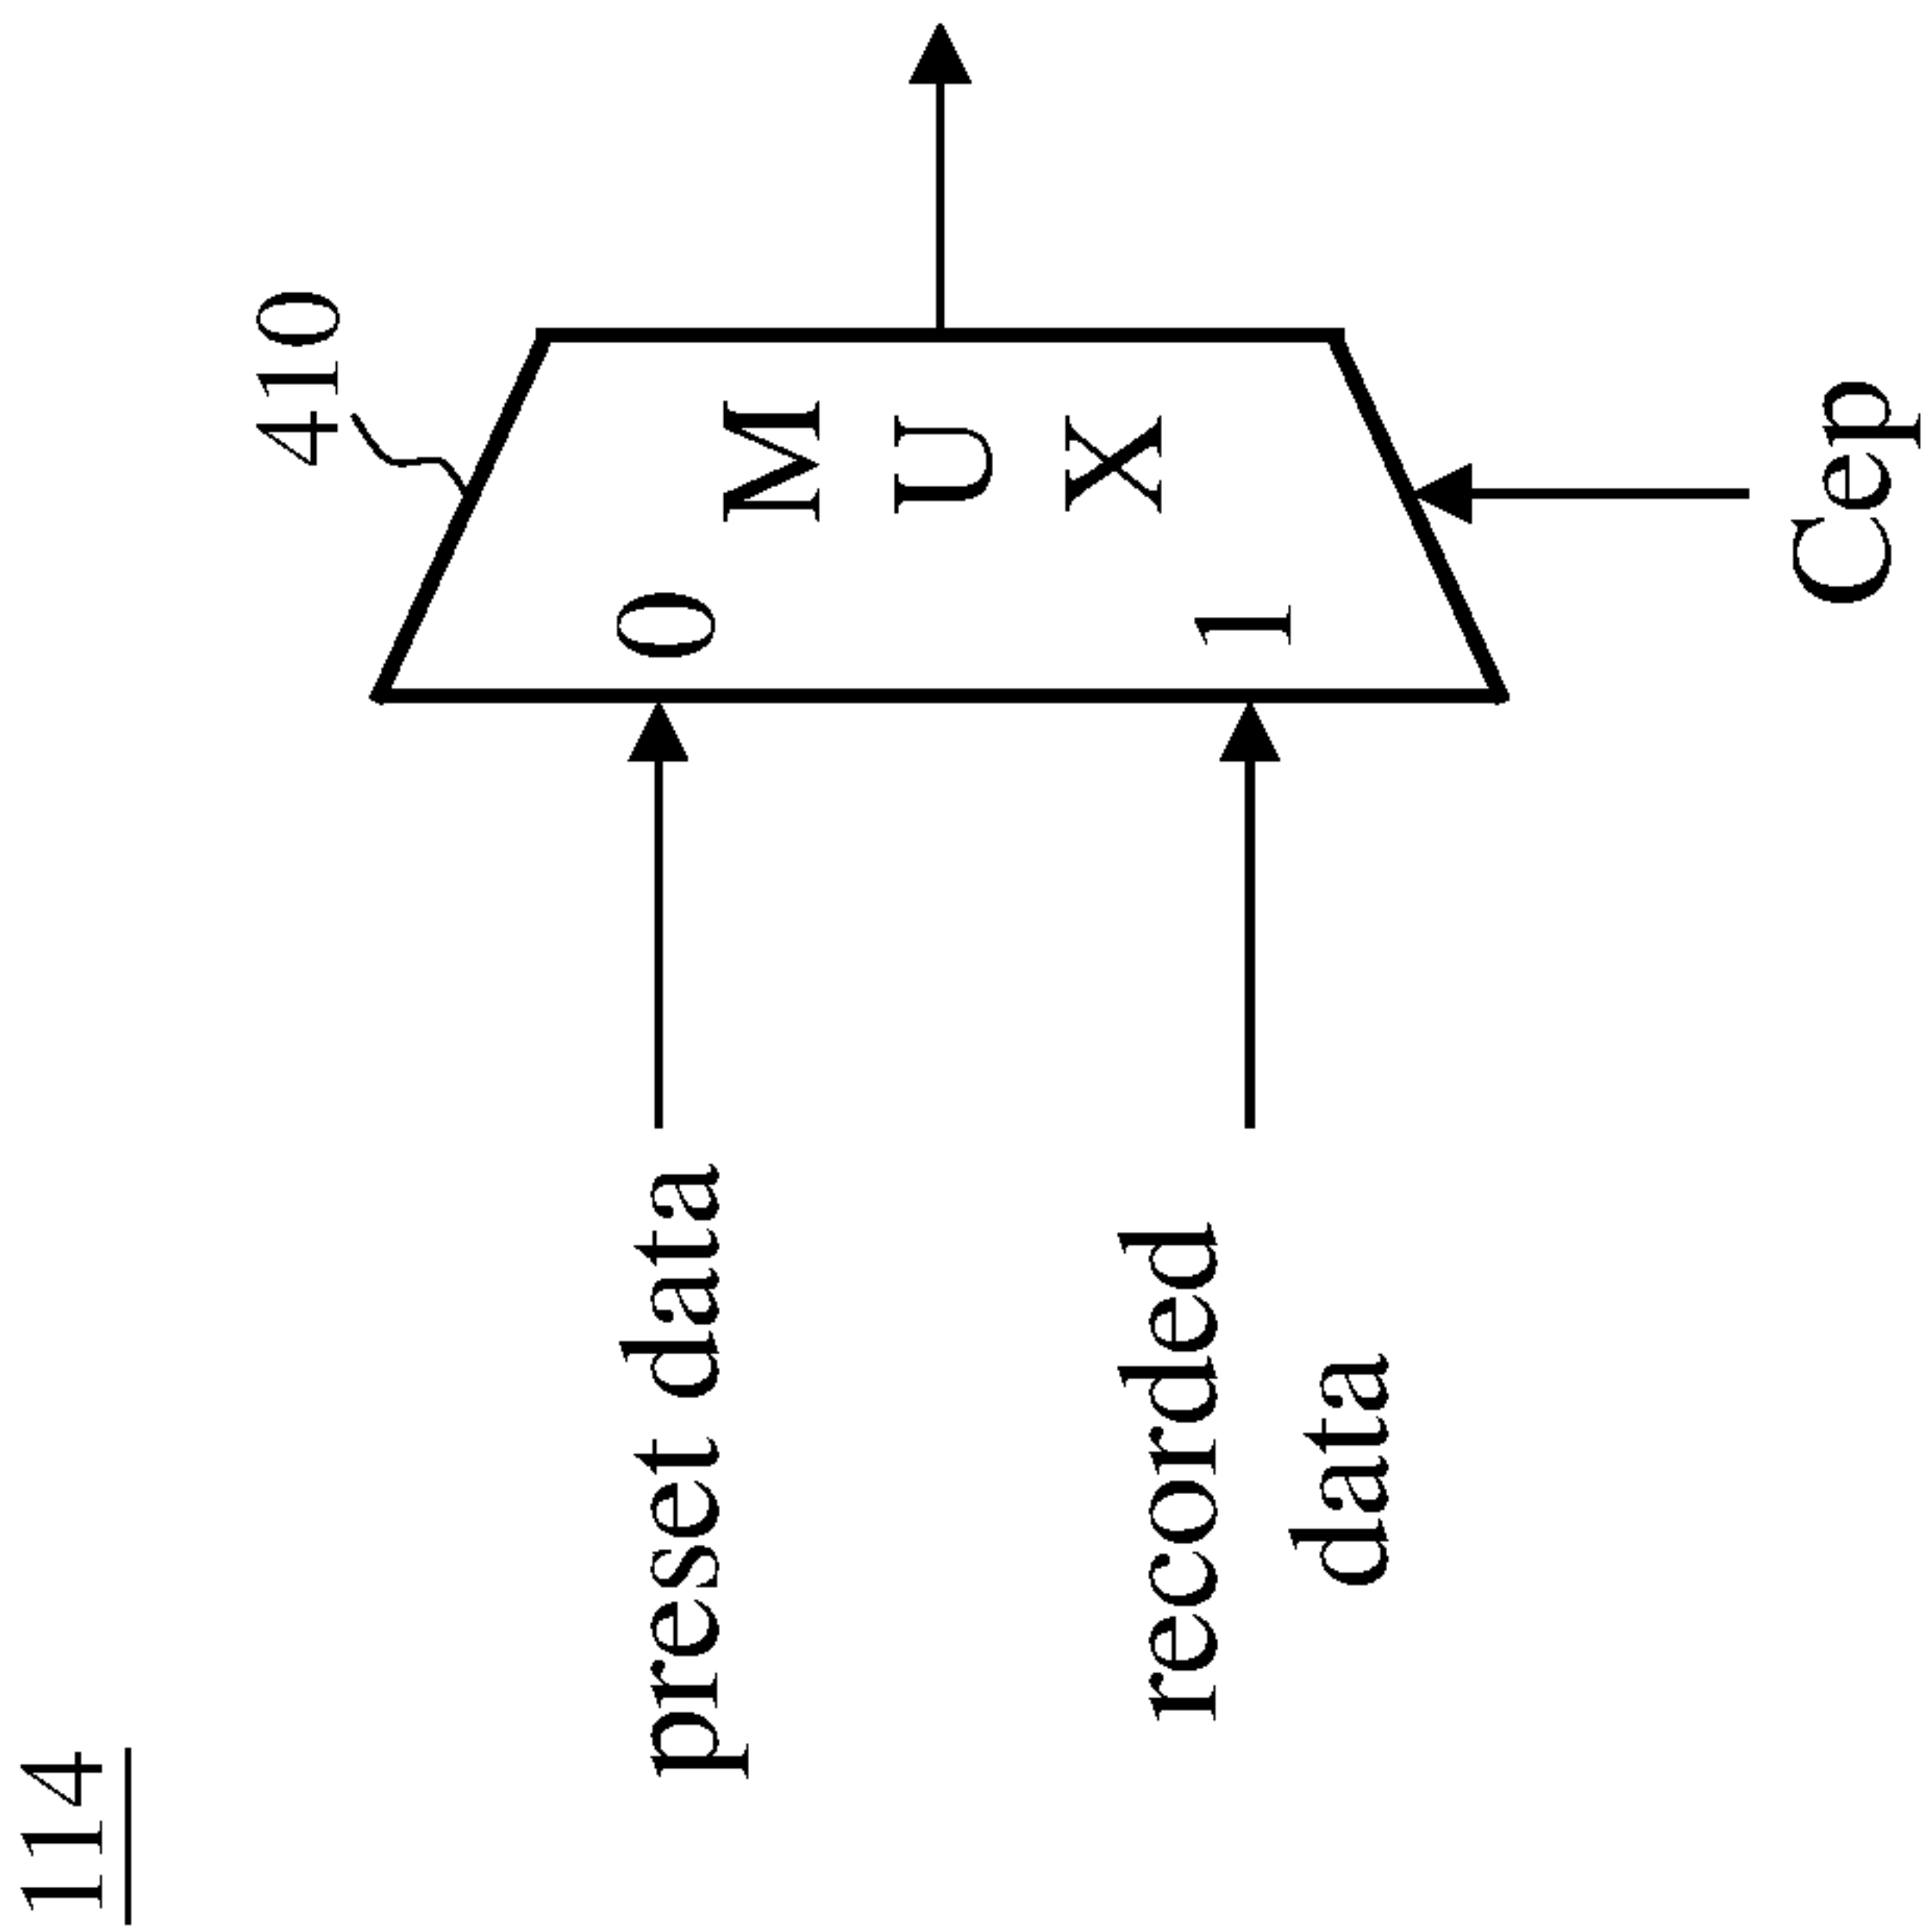 114
410
0
M
U
X
1
preset data
recorded
data
Cep